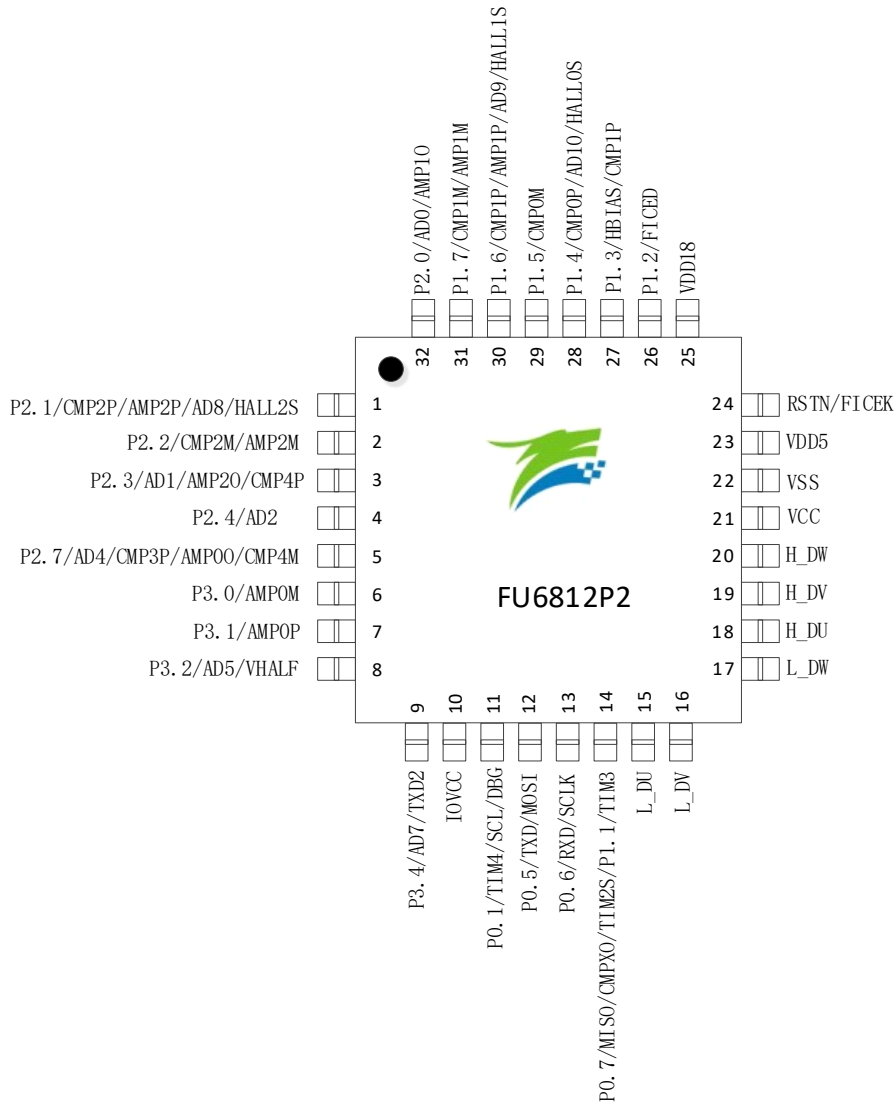 P2.0/AD0/AMP1O
P1.7/CMP1M/AMP1M
P1.6/CMP1P/AMP1P/AD9/HALL1S
P1.5/CMP0M
P1.4/CMP0P/AD10/HALL0S
P1.3/HBIAS/CMP1P
P1.2/FICED
VDD18
32
31
30
29
28
27
26
25
P2.1/CMP2P/AMP2P/AD8/HALL2S 1
P2.2/CMP2M/AMP2M 2
P2.3/AD1/AMP2O/CMP4P 3
P2.4/AD2 4
P2.7/AD4/CMP3P/AMP0O/CMP4M 5
P3.0/AMP0M 6
P3.1/AMP0P 7
P3.2/AD5/VHALF 8
FU6812P2
24 RSTN/FICEK
23 VDD5
22 VSS
21 VCC
20 H_DW
19 H_DV
18 H_DU
17 L_DW
9
10
11
12
13
14
15
16
P3.4/AD7/TXD2
IOVCC
P0.1/TIM4/SCL/DBG
P0.5/TXD/MOSI
P0.6/RXD/SCLK
P0.7/MISO/CMPXO/TIM2S/P1.1/TIM3
L_DU
L_DV